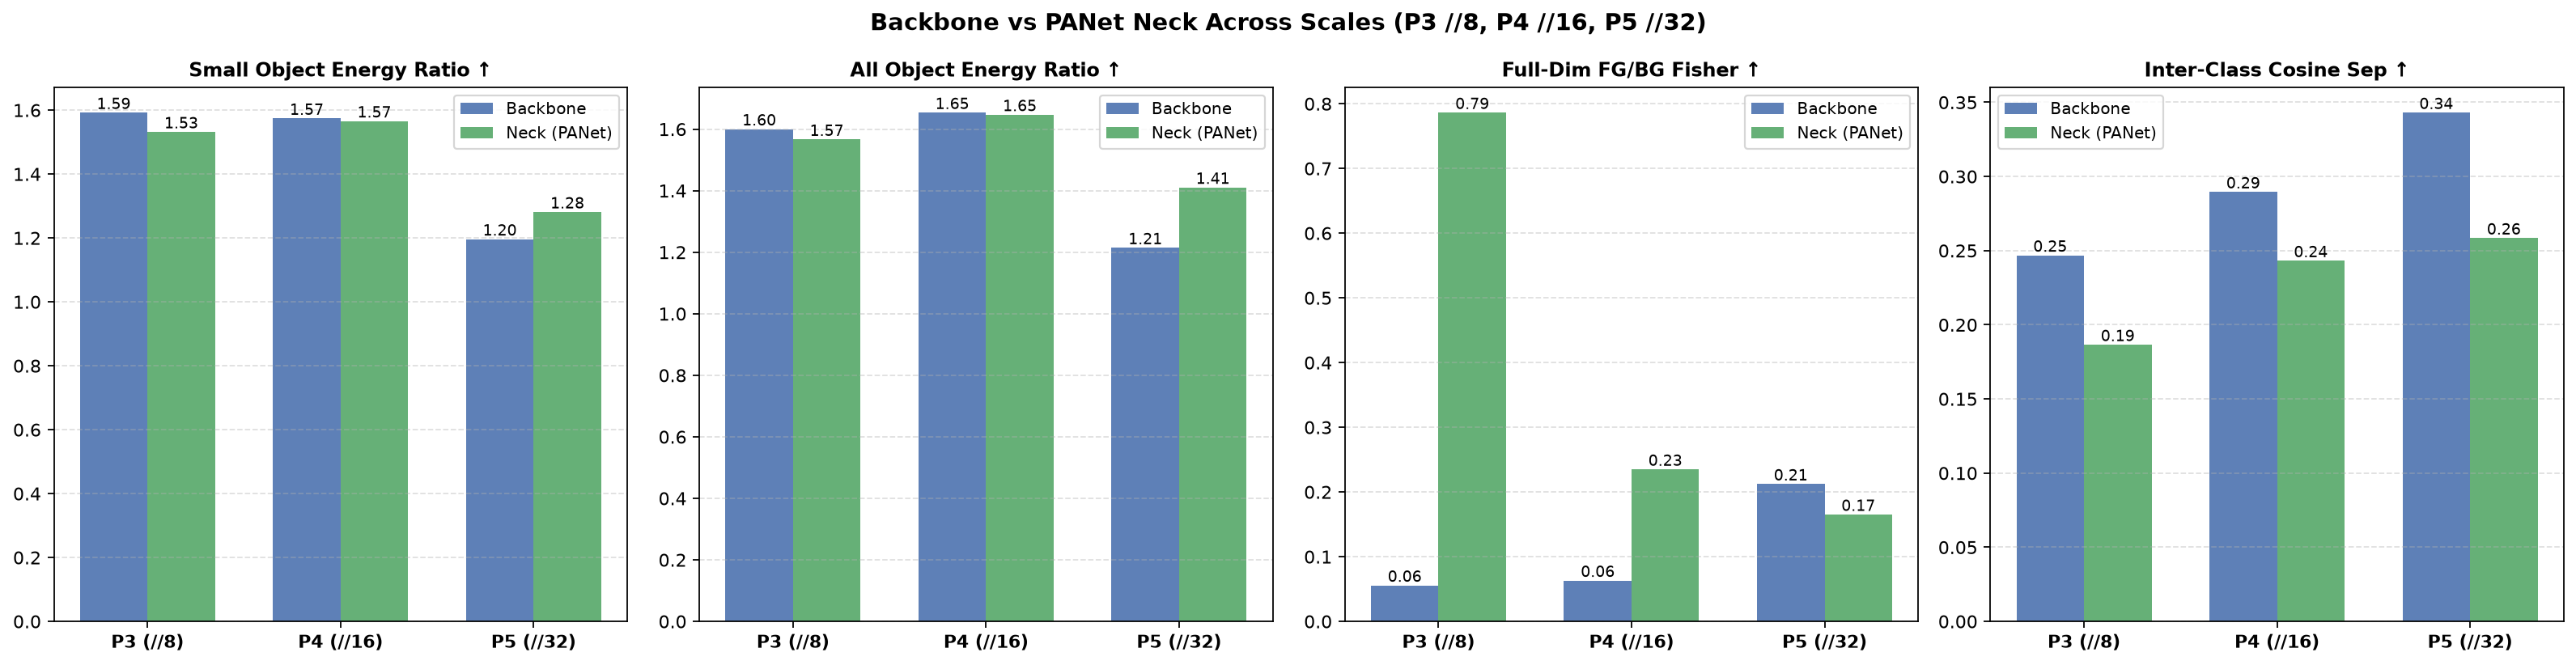 Backbone vs PANet Neck Across Scales (P3 //8, P4 //16, P5 //32)
Small Object Energy Ratio ↑
Backbone
Neck (PANet)
1.59
1.53
1.57
1.57
1.20
1.28
1.6
1.4
1.2
1.0
0.8
0.6
0.4
0.2
0.0
P3 (//8)
P4 (//16)
P5 (//32)
All Object Energy Ratio ↑
Backbone
Neck (PANet)
1.60
1.57
1.65
1.65
1.21
1.41
1.6
1.4
1.2
1.0
0.8
0.6
0.4
0.2
0.0
P3 (//8)
P4 (//16)
P5 (//32)
Full-Dim FG/BG Fisher ↑
Backbone
Neck (PANet)
0.06
0.79
0.06
0.23
0.21
0.17
0.8
0.7
0.6
0.5
0.4
0.3
0.2
0.1
0.0
P3 (//8)
P4 (//16)
P5 (//32)
Inter-Class Cosine Sep ↑
Backbone
Neck (PANet)
0.25
0.19
0.29
0.24
0.34
0.26
0.35
0.30
0.25
0.20
0.15
0.10
0.05
0.00
P3 (//8)
P4 (//16)
P5 (//32)